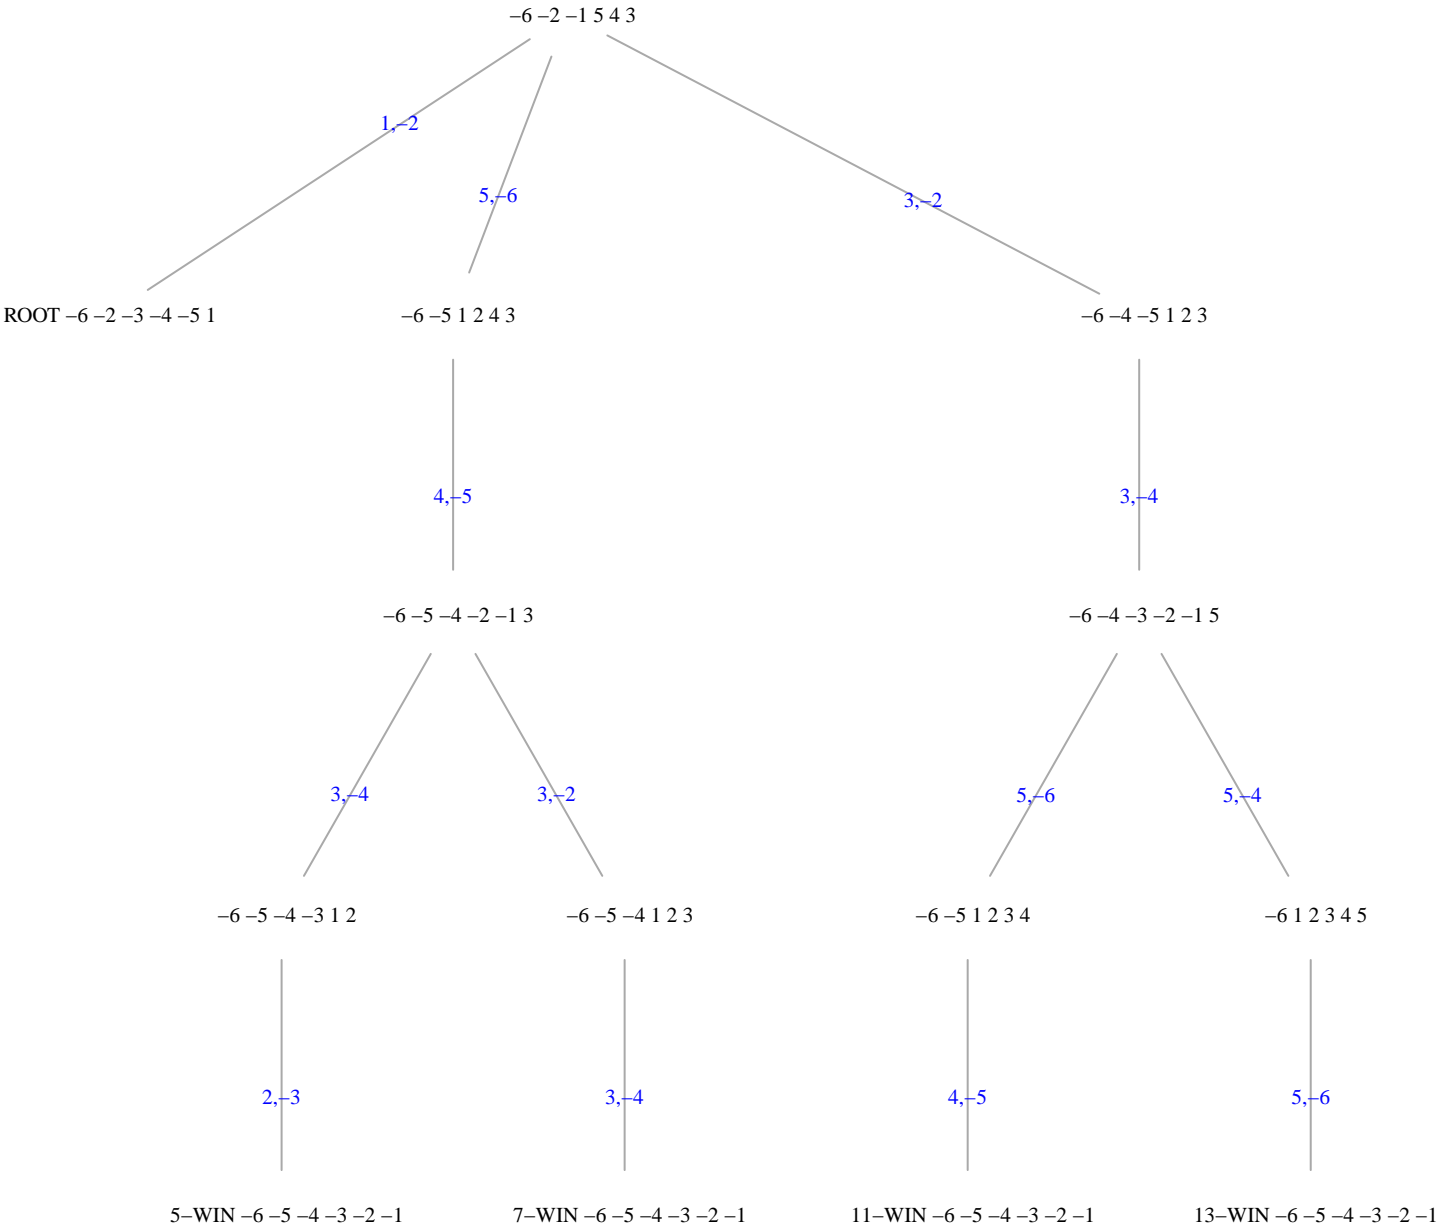 –6 –2 –1 5 4 3
1,–2
5,–6
3,–2
ROOT –6 –2 –3 –4 –5 1
–6 –5 1 2 4 3
–6 –4 –5 1 2 3
4,–5
3,–4
–6 –5 –4 –2 –1 3
–6 –4 –3 –2 –1 5
3,–4
3,–2
5,–6
5,–4
–6 –5 –4 –3 1 2
–6 –5 –4 1 2 3
–6 –5 1 2 3 4
–6 1 2 3 4 5
2,–3
3,–4
4,–5
5,–6
5–WIN –6 –5 –4 –3 –2 –1
7–WIN –6 –5 –4 –3 –2 –1
11–WIN –6 –5 –4 –3 –2 –1
13–WIN –6 –5 –4 –3 –2 –1